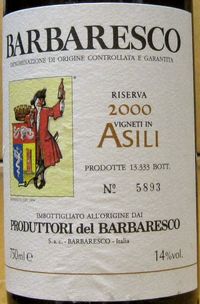 BARBARESCO
DENOMINAZIONE DI ORIGINE CONTROLLATA E GARANTITA
RISERVA
2000
VIGNETI IN
ASILI
PRODOTTE 13.333 BOTT.
Nº 5893
IMBOTTIGLIATO ALL'ORIGINE DAI
PRODUTTORI del BARBARESCO
S.a.c. - BARBARESCO - Italia
750ml e 14%vol.